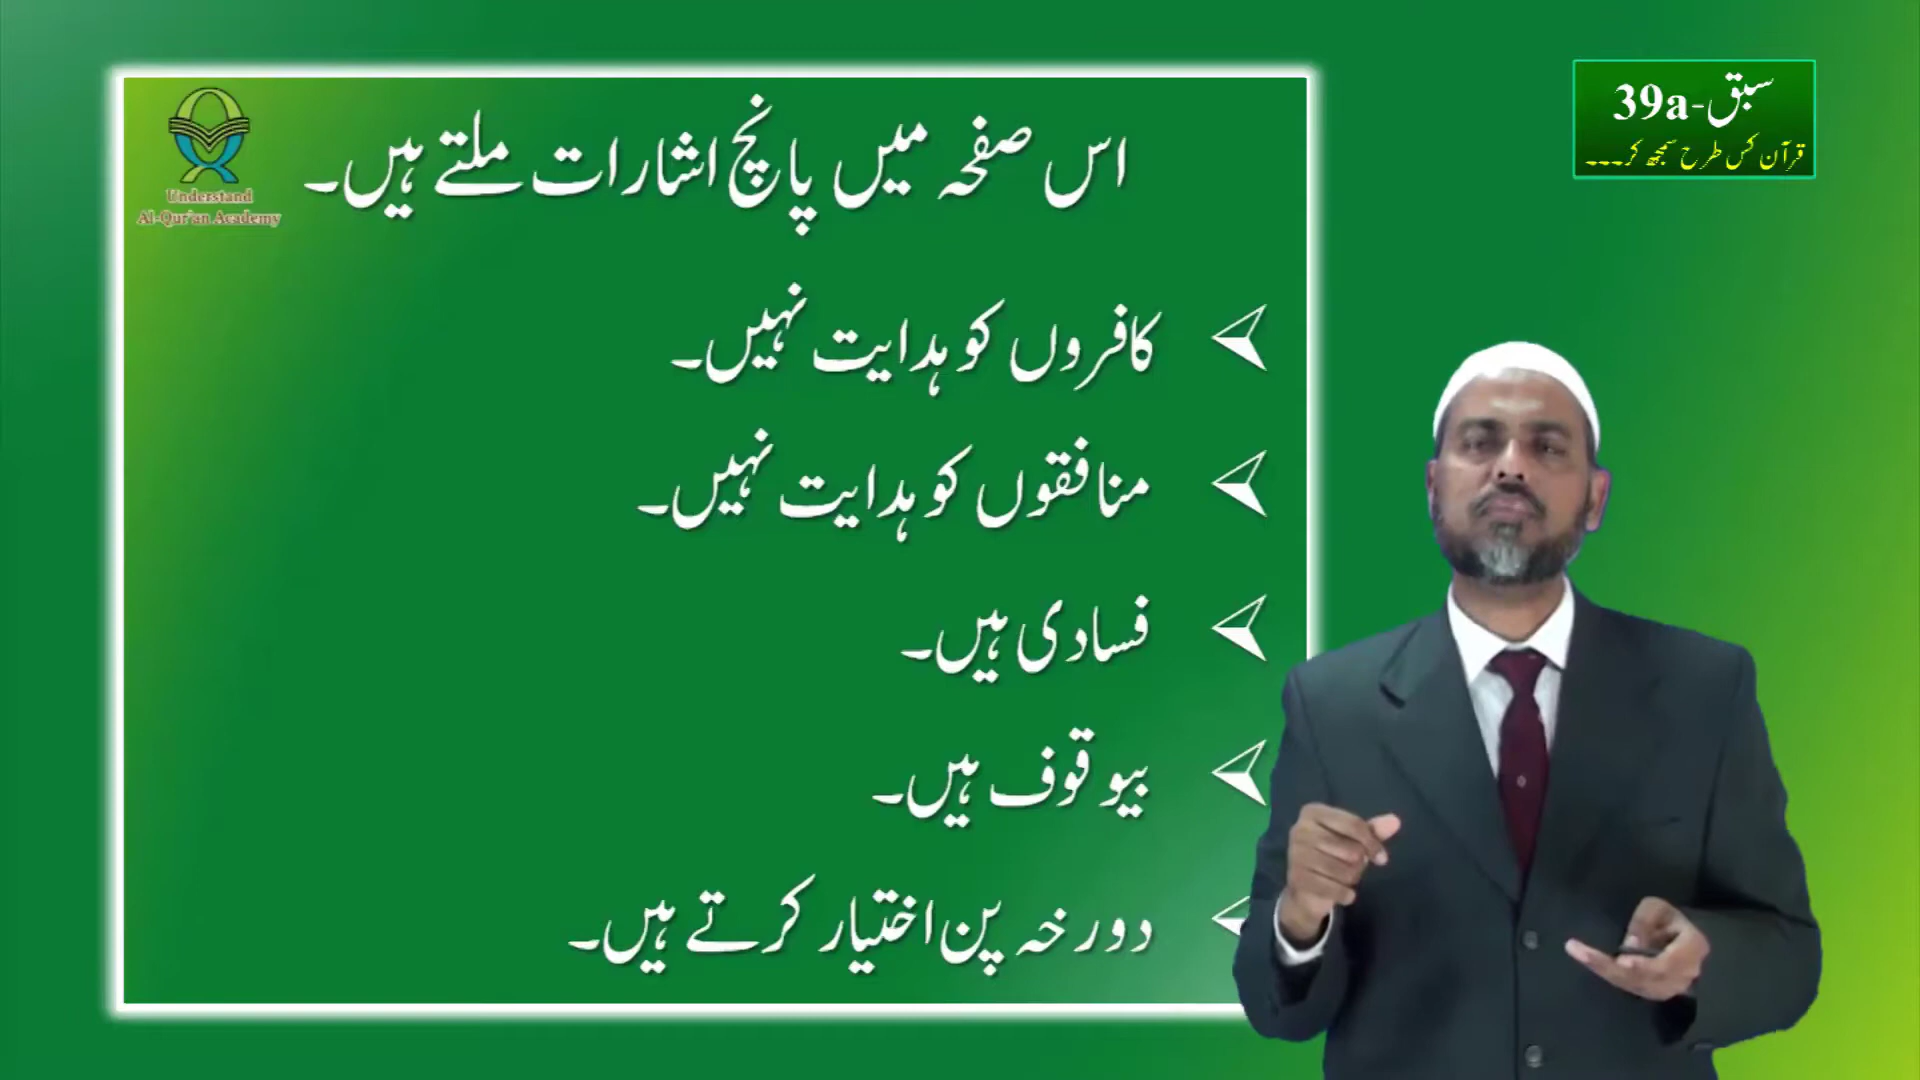 سبق-39a
قرآن کس طرح سمجھ کر...
Understand
Al-Qur'an Academy
اس صفحہ میں پانچ اشارات ملتے ہیں۔
کافروں کو ہدایت نہیں۔
منافقوں کو ہدایت نہیں۔
فسادی ہیں۔
بیوقوف ہیں۔
دورخہ پن اختیار کرتے ہیں۔